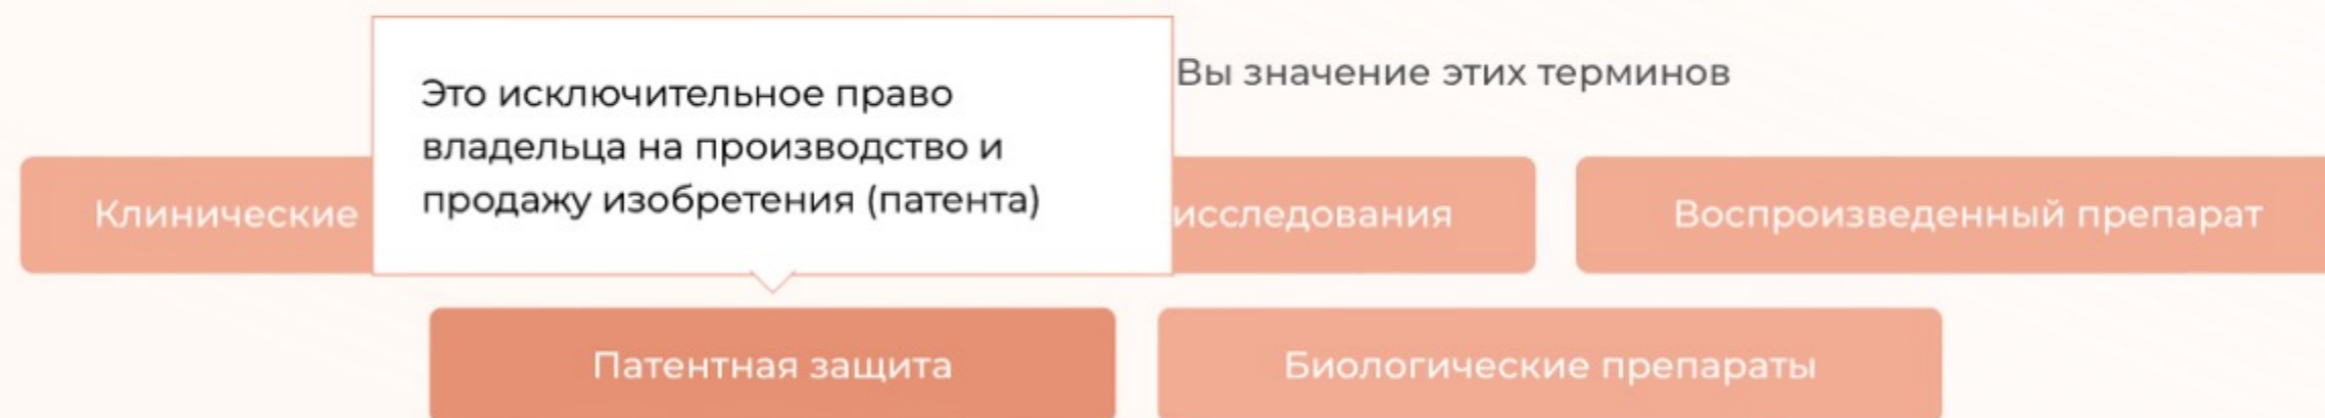 Вы значение этих терминов
Это исключительное право
владельца на производство и
продажу изобретения (патента)
Клинические
исследования
Воспроизведенный препарат
Патентная защита
Биологические препараты